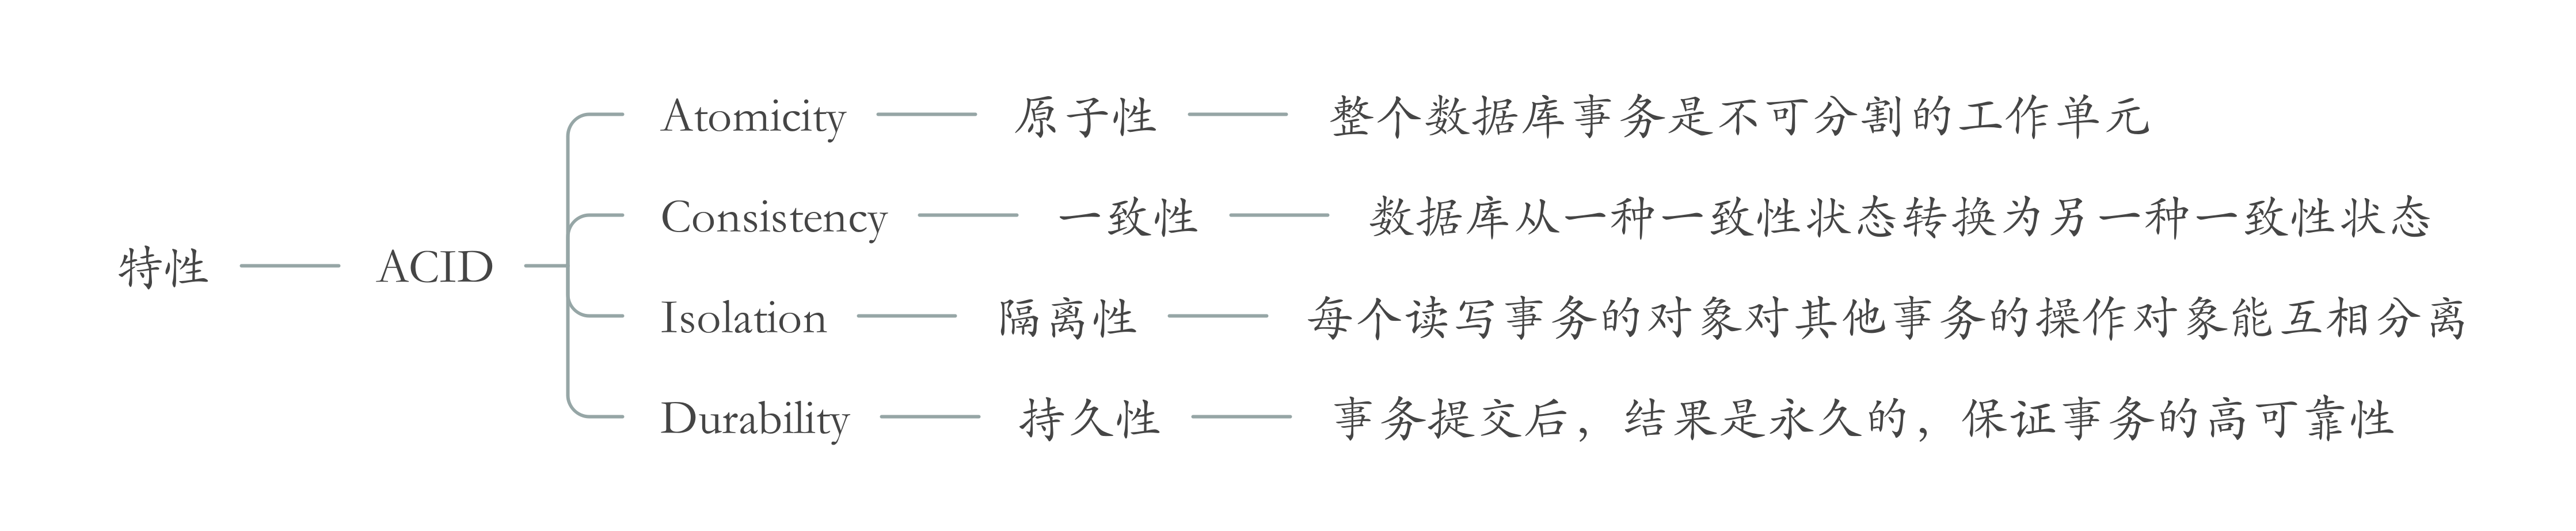 Atomicity 原子性 整个数据库事务是不可分割的工作单元
Consistency 一致性 数据库从一种一致性状态转换为另一种一致性状态
特性 ACID
Isolation 隔离性 每个读写事务的对象对其他事务的操作对象能互相分离
Durability 持久性 事务提交后，结果是永久的，保证事务的高可靠性